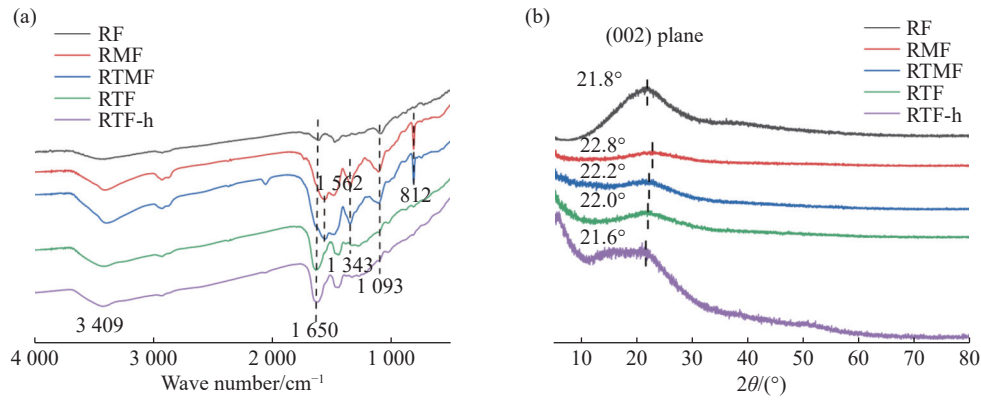 (a)
RF
RMF
RTMF
RTF
RTF-h
1 562
812
1 343
1 093
3 409
1 650
4 000
3 000
2 000
1 000
Wave number/cm⁻¹
(b)
(002) plane
RF
RMF
RTMF
RTF
RTF-h
21.8°
22.8°
22.2°
22.0°
21.6°
10
20
30
40
50
60
70
80
2θ/(°)